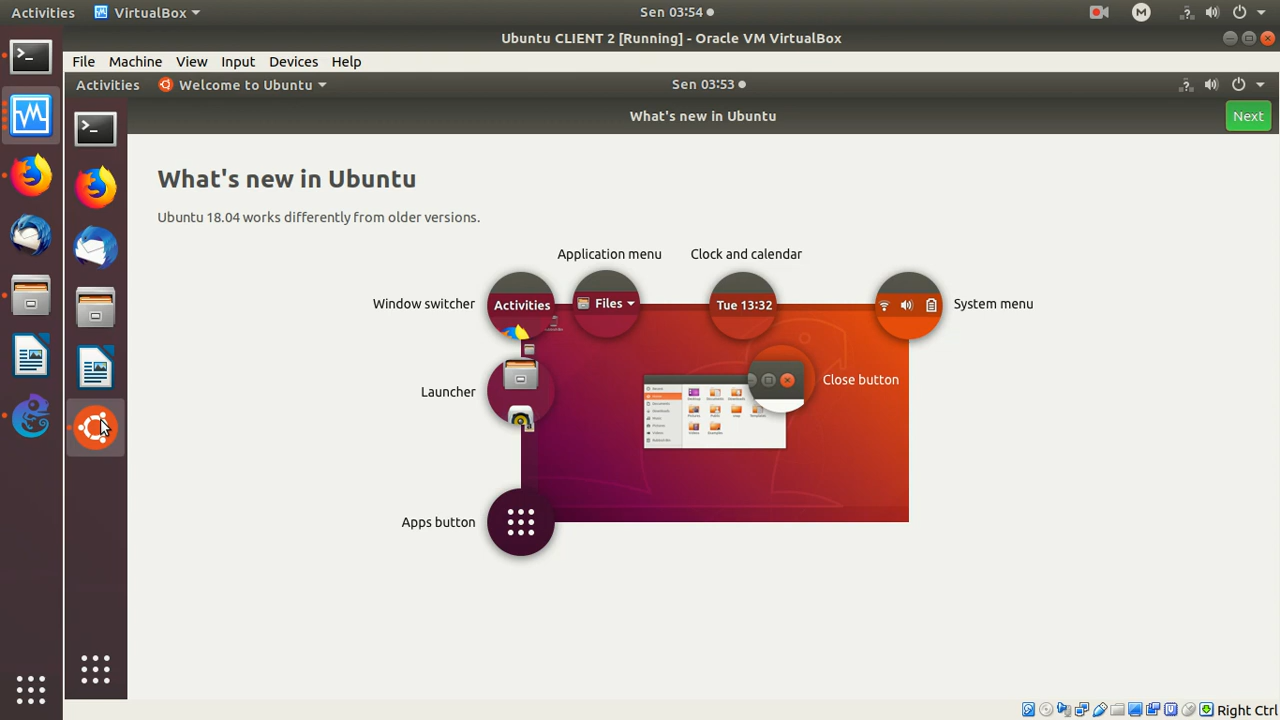 Activities VirtualBox Sen 03:54 M
Ubuntu CLIENT 2 [Running] - Oracle VM VirtualBox
File Machine View Input Devices Help
Activities Welcome to Ubuntu Sen 03:53
What's new in Ubuntu Next
What's new in Ubuntu
Ubuntu 18.04 works differently from older versions.
Application menu Clock and calendar
Window switcher Activities Files Tue 13:32 System menu
Launcher Close button
Apps button
Right Ctrl